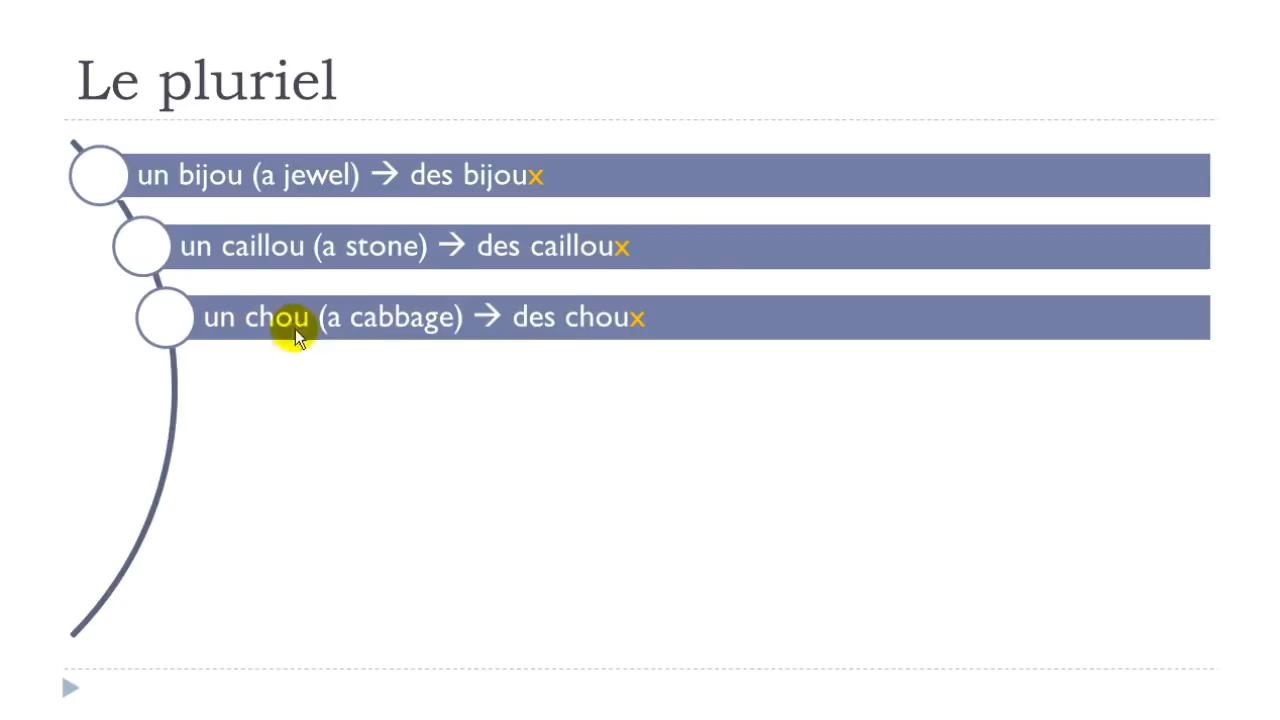 Le pluriel
un bijou (a jewel) → des bijoux
un caillou (a stone) → des cailloux
un chou (a cabbage) → des choux